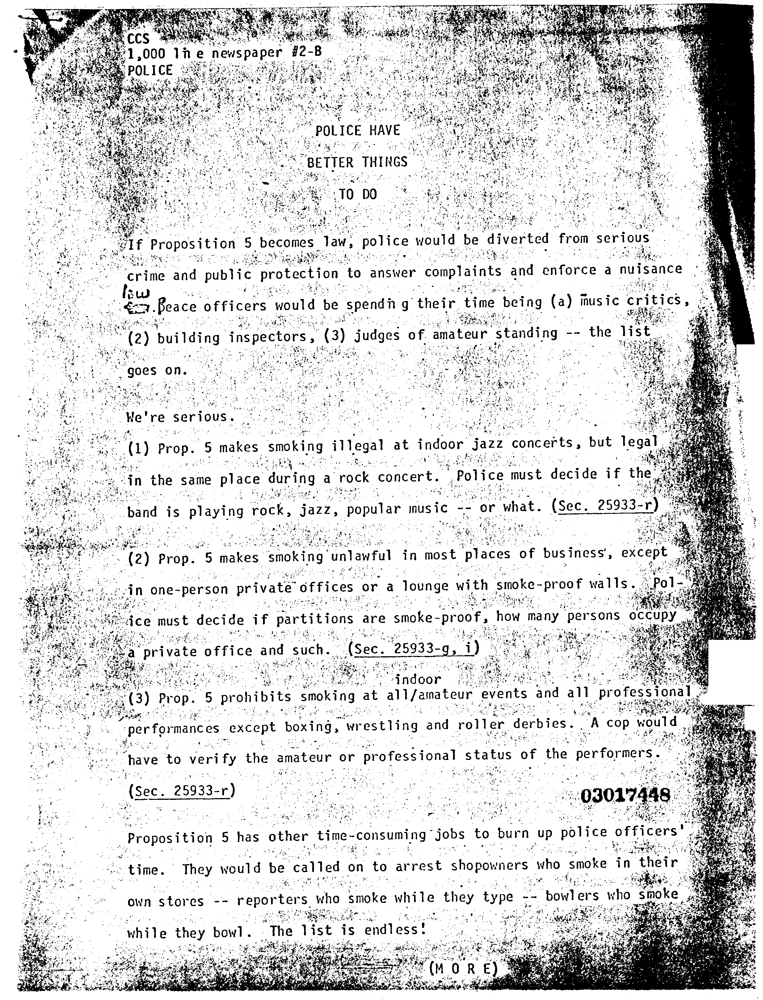 CCS
1,000 line newspaper #2-B
POLICE
POLICE HAVE
BETTER THINGS
TO DO
If Proposition 5 becomes law, police would be diverted from serious
crime and public protection to answer complaints and enforce a nuisance
law
Peace officers would be spending their time being (a) music critics,
(2) building inspectors, (3) judges of amateur standing -- the list
goes on.
We're serious.
(1) Prop. 5 makes smoking illegal at indoor jazz concerts, but legal
in the same place during a rock concert. Police must decide if the
band is playing rock, jazz, popular music -- or what. (Sec. 25933-r)
(2) Prop. 5 makes smoking unlawful in most places of business, except
in one-person private offices or a lounge with smoke-proof walls. Pol-
ice must decide if partitions are smoke-proof, how many persons occupy
a private office and such. (Sec. 25933-g, i)
indoor
(3) Prop. 5 prohibits smoking at all/amateur events and all professional
performances except boxing, wrestling and roller derbies. A cop would
have to verify the amateur or professional status of the performers.
(Sec. 25933-r)
03017448
Proposition 5 has other time-consuming jobs to burn up police officers'
time. They would be called on to arrest shopowners who smoke in their
own stores -- reporters who smoke while they type -- bowlers who smoke
while they bowl. The list is endless!
(M O R E)